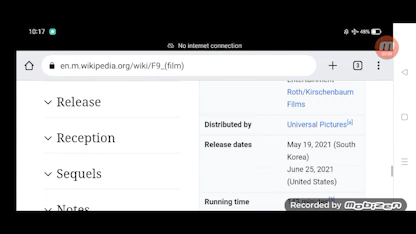 10:17
48%
No internet connection
en.m.wikipedia.org/wiki/F9_(film)
3
Entertainment
Roth/Kirschenbaum
Films
Release
Distributed by Universal Pictures[a]
Reception
Release dates May 19, 2021 (South
Korea)
June 25, 2021
(United States)
Sequels
Notes
Running time
Recorded by Mobizen